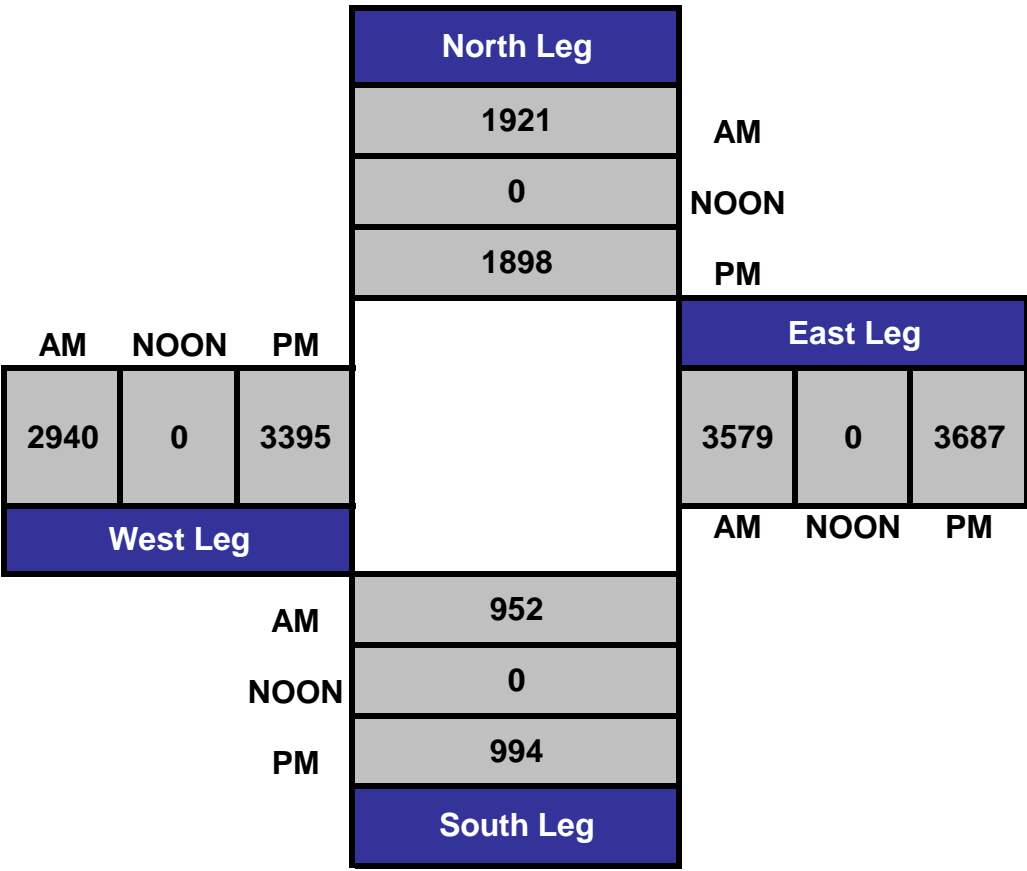 North Leg
1921 AM
0 NOON
1898 PM
AM NOON PM East Leg
2940 0 3395 3579 0 3687
West Leg AM NOON PM
AM 952
NOON 0
PM 994
South Leg